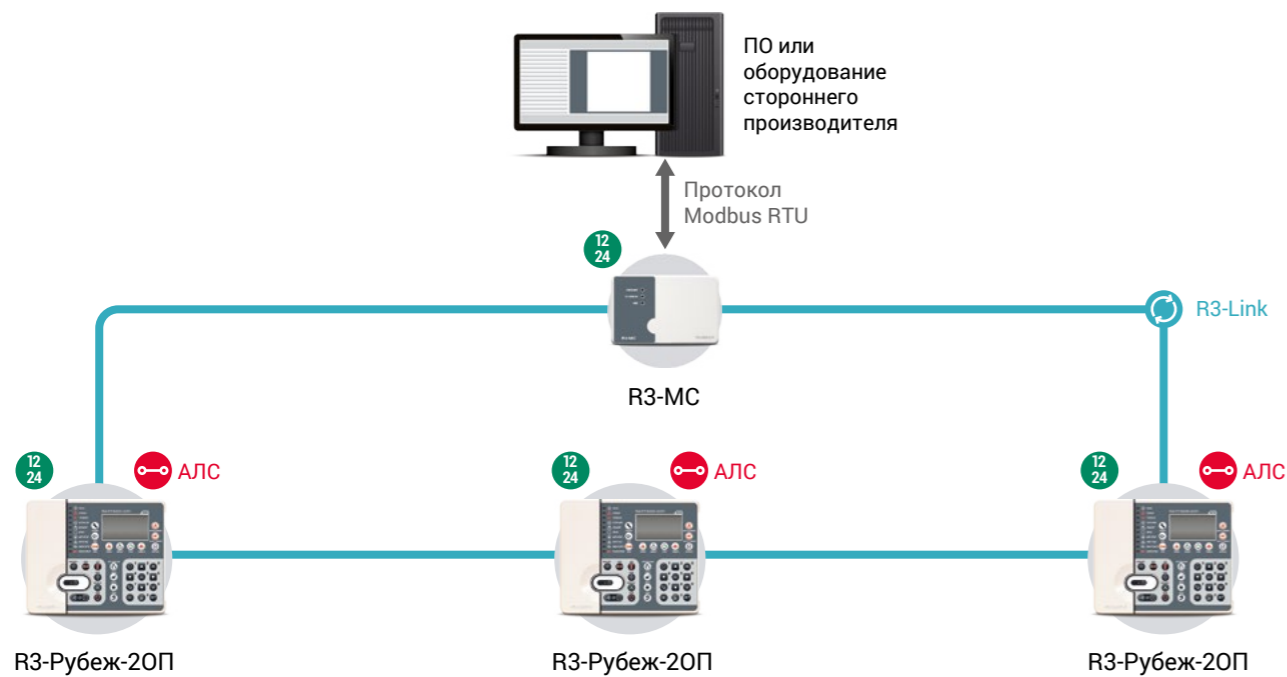 ПО или
оборудование
стороннего
производителя
Протокол
Modbus RTU
12
24
R3-Link
R3-МС
12
24
АЛС
12
24
АЛС
12
24
АЛС
R3-Рубеж-2ОП
R3-Рубеж-2ОП
R3-Рубеж-2ОП